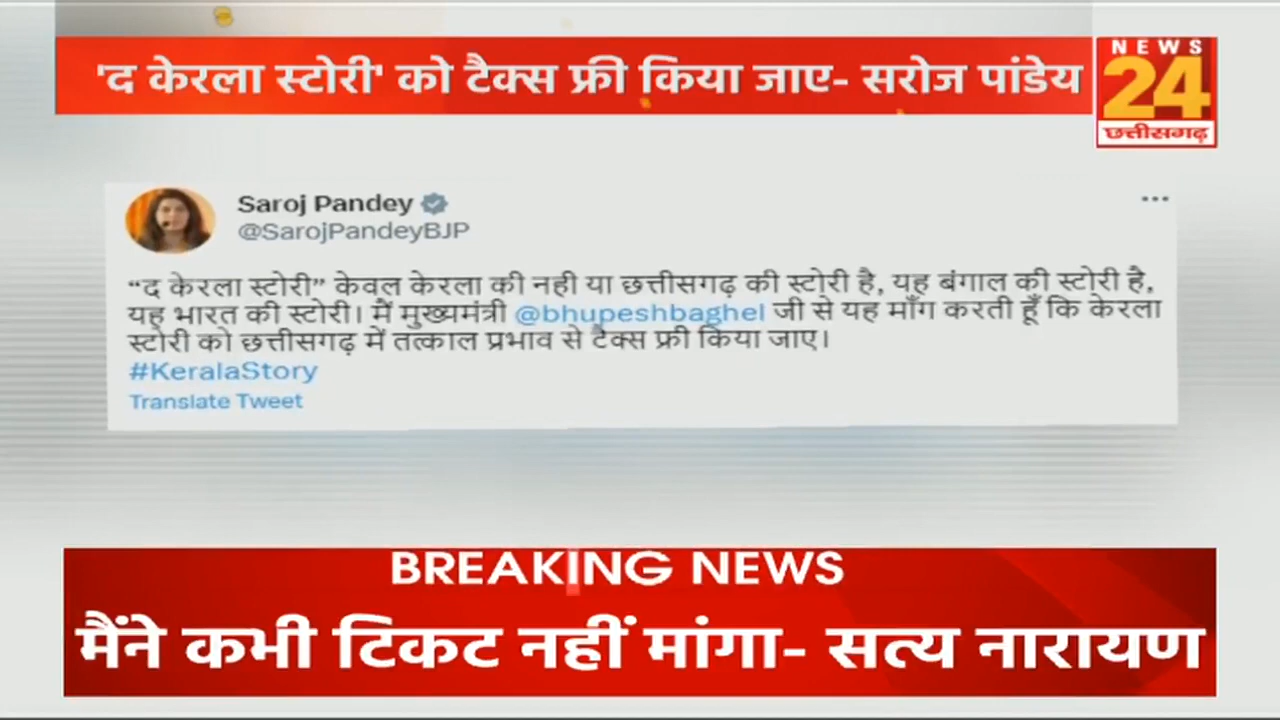 'द केरला स्टोरी' को टैक्स फ्री किया जाए- सरोज पांडेय
NEWS
24
छत्तीसगढ़
Saroj Pandey
@SarojPandeyBJP
“द केरला स्टोरी” केवल केरला की नही या छत्तीसगढ़ की स्टोरी है, यह बंगाल की स्टोरी है,
यह भारत की स्टोरी। मैं मुख्यमंत्री @bhupeshbaghel जी से यह माँग करती हूँ कि केरला
स्टोरी को छत्तीसगढ़ में तत्काल प्रभाव से टैक्स फ्री किया जाए।
#KeralaStory
Translate Tweet
BREAKING NEWS
मैंने कभी टिकट नहीं मांगा- सत्य नारायण